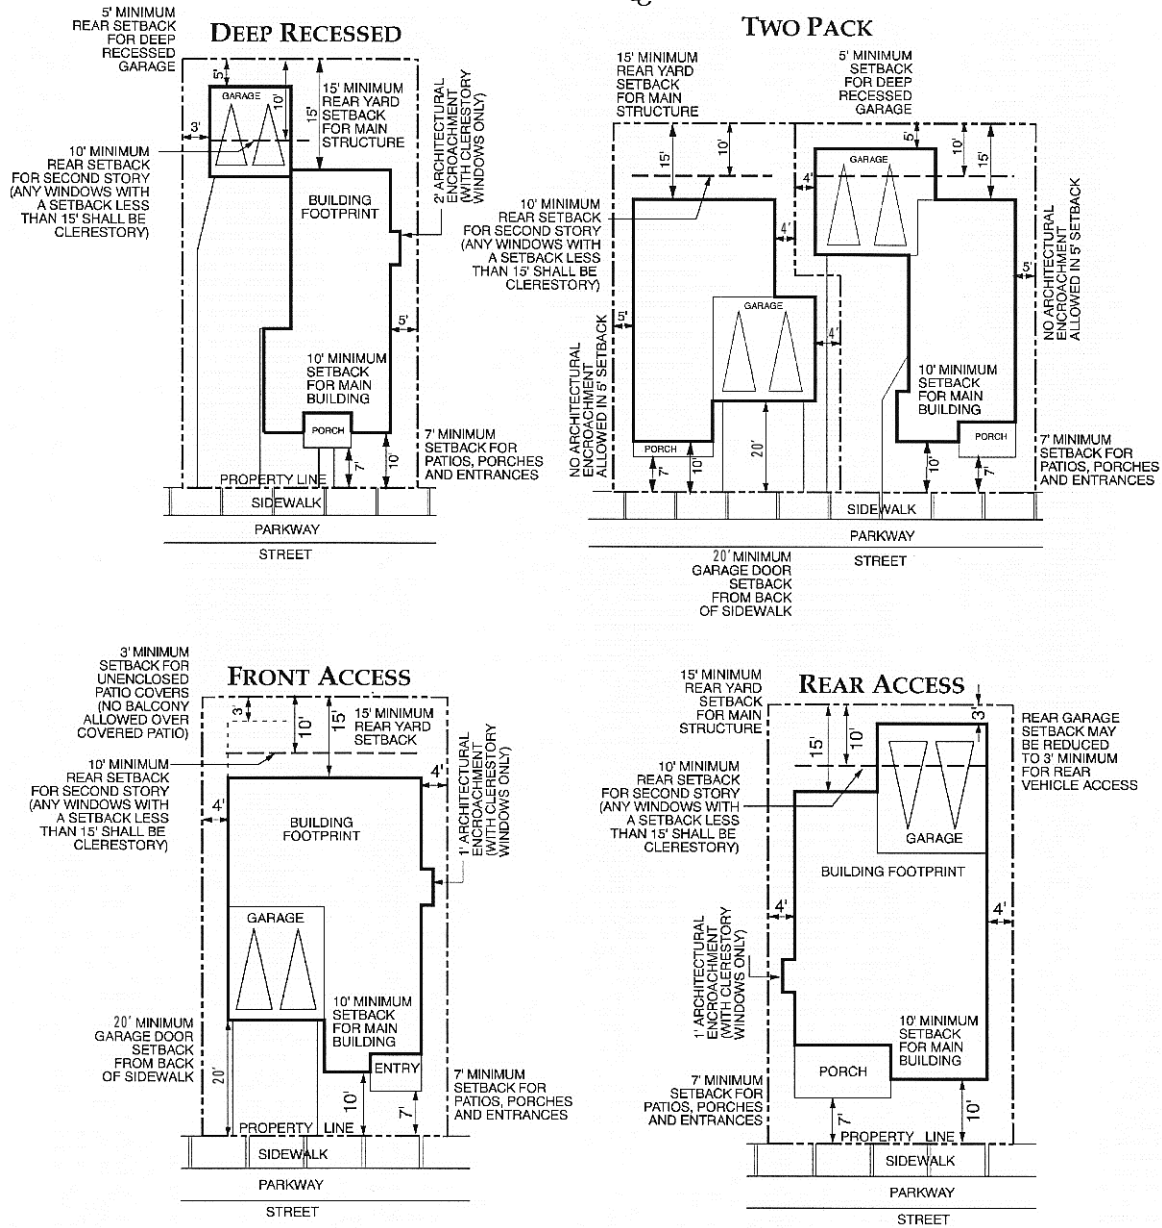 DEEP RECESSED
5' MINIMUM
REAR SETBACK
FOR DEEP
RECESSED
GARAGE
5'
10'
15'
GARAGE
15' MINIMUM
REAR YARD
SETBACK
FOR MAIN
STRUCTURE
3'
10' MINIMUM
REAR SETBACK
FOR SECOND STORY
(ANY WINDOWS WITH
A SETBACK LESS
THAN 15' SHALL BE
CLERESTORY)
2' ARCHITECTURAL
ENCROACHMENT
(WITH CLERESTORY
WINDOWS ONLY)
BUILDING
FOOTPRINT
5'
10' MINIMUM
SETBACK
FOR MAIN
BUILDING
PORCH
7'
10'
7' MINIMUM
SETBACK FOR
PATIOS, PORCHES
AND ENTRANCES
PROPERTY LINE
SIDEWALK
PARKWAY
STREET
TWO PACK
15' MINIMUM
REAR YARD
SETBACK
FOR MAIN
STRUCTURE
5' MINIMUM
SETBACK
FOR DEEP
RECESSED
GARAGE
15'
10'
5'
10'
15'
GARAGE
4'
10' MINIMUM
REAR SETBACK
FOR SECOND STORY
(ANY WINDOWS WITH
A SETBACK LESS
THAN 15' SHALL BE
CLERESTORY)
4'
5'
NO ARCHITECTURAL
ENCROACHMENT
ALLOWED IN 5' SETBACK
GARAGE
5'
4'
NO ARCHITECTURAL
ENCROACHMENT
ALLOWED IN 5' SETBACK
10' MINIMUM
SETBACK
FOR MAIN
BUILDING
PORCH
7'
10'
20'
PORCH
10'
7'
7' MINIMUM
SETBACK FOR
PATIOS, PORCHES
AND ENTRANCES
SIDEWALK
PARKWAY
STREET
20' MINIMUM
GARAGE DOOR
SETBACK
FROM BACK
OF SIDEWALK
FRONT ACCESS
3' MINIMUM
SETBACK FOR
UNENCLOSED
PATIO COVERS
(NO BALCONY
ALLOWED OVER
COVERED PATIO)
3'
10'
15'
15' MINIMUM
REAR YARD
SETBACK
10' MINIMUM
REAR SETBACK
FOR SECOND STORY
(ANY WINDOWS WITH
A SETBACK LESS
THAN 15' SHALL BE
CLERESTORY)
4'
4'
1' ARCHITECTURAL
ENCROACHMENT
(WITH CLERESTORY
WINDOWS ONLY)
BUILDING
FOOTPRINT
GARAGE
10' MINIMUM
SETBACK
FOR MAIN
BUILDING
20' MINIMUM
GARAGE DOOR
SETBACK
FROM BACK
OF SIDEWALK
20'
ENTRY
10'
7'
7' MINIMUM
SETBACK FOR
PATIOS, PORCHES
AND ENTRANCES
PROPERTY LINE
SIDEWALK
PARKWAY
STREET
REAR ACCESS
15' MINIMUM
REAR YARD
SETBACK
FOR MAIN
STRUCTURE
15'
10'
3'
REAR GARAGE
SETBACK MAY
BE REDUCED
TO 3' MINIMUM
FOR REAR
VEHICLE ACCESS
10' MINIMUM
REAR SETBACK
FOR SECOND STORY
(ANY WINDOWS WITH
A SETBACK LESS
THAN 15' SHALL BE
CLERESTORY)
GARAGE
BUILDING FOOTPRINT
4'
4'
1' ARCHITECTURAL
ENCROACHMENT
(WITH CLERESTORY
WINDOWS ONLY)
10' MINIMUM
SETBACK
FOR MAIN
BUILDING
PORCH
7' MINIMUM
SETBACK FOR
PATIOS, PORCHES
AND ENTRANCES
7'
10'
PROPERTY LINE
SIDEWALK
PARKWAY
STREET